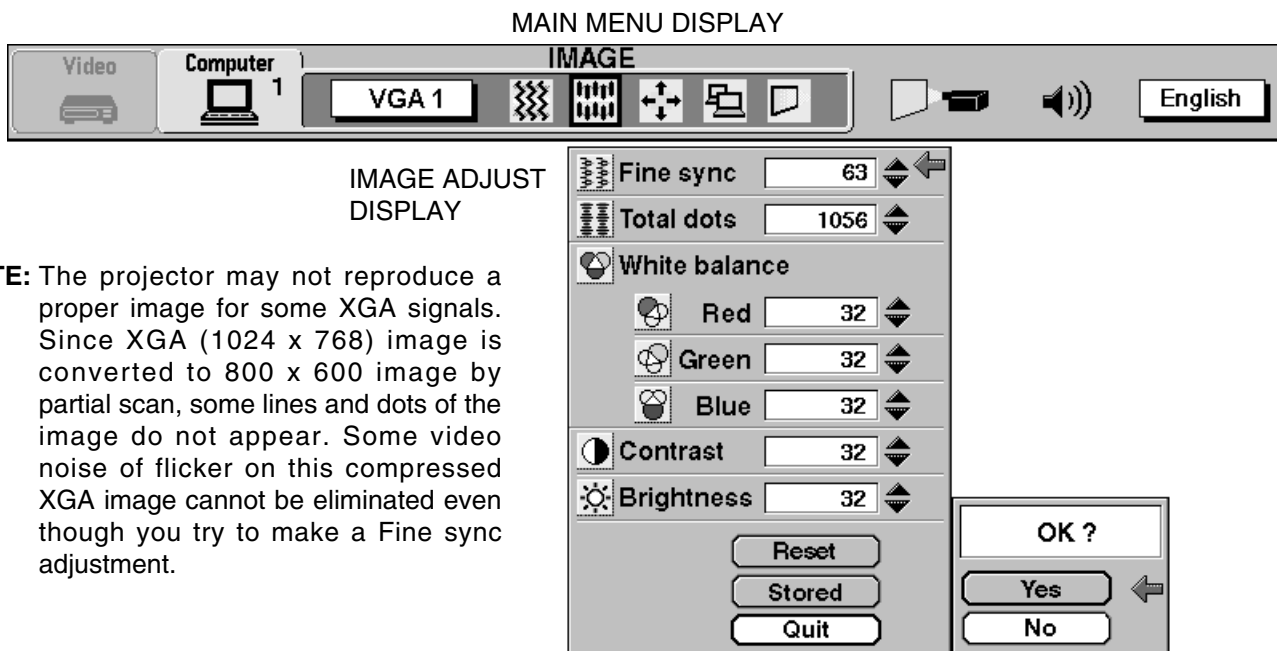 MAIN MENU DISPLAY
Video
Computer
1
IMAGE
VGA 1
English
IMAGE ADJUST
DISPLAY
TE: The projector may not reproduce a
proper image for some XGA signals.
Since XGA (1024 x 768) image is
converted to 800 x 600 image by
partial scan, some lines and dots of the
image do not appear. Some video
noise of flicker on this compressed
XGA image cannot be eliminated even
though you try to make a Fine sync
adjustment.
Fine sync 63
Total dots 1056
White balance
Red 32
Green 32
Blue 32
Contrast 32
Brightness 32
Reset
Stored
Quit
OK ?
Yes
No